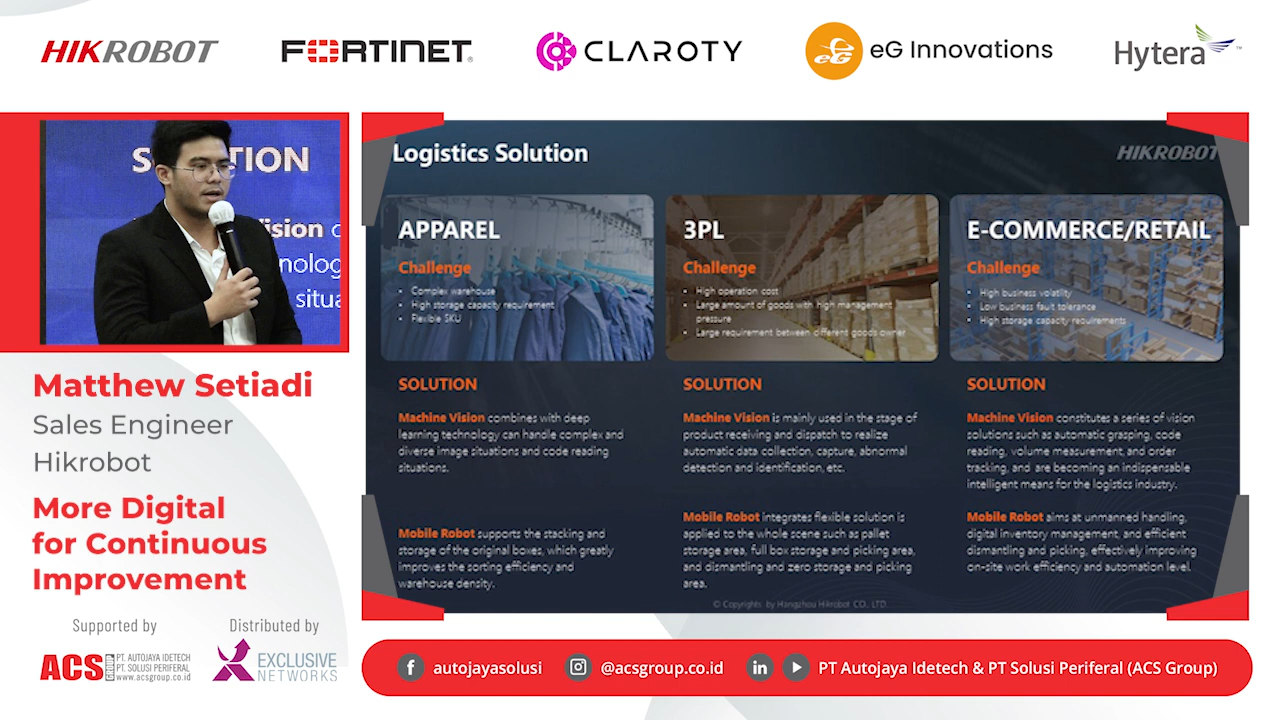 HIKROBOT
FORTINET
CLAROTY
eG eG Innovations
Hytera
SOLUTION
ision
nolog
situa
Matthew Setiadi
Sales Engineer
Hikrobot
More Digital
for Continuous
Improvement
Supported by
Distributed by
ACS
PT. AUTOJAYA IDETECH
PT. SOLUSI PERIFERAL
www.acsgroup.co.id
EXCLUSIVE
NETWORKS
Logistics Solution
HIKROBOT
APPAREL
Challenge
• Complex warehouse
• High storage capacity requirement
• Flexible SKU
SOLUTION
Machine Vision combines with deep
learning technology can handle complex and
diverse image situations and code reading
situations.
Mobile Robot supports the stacking and
storage of the original boxes, which greatly
improves the sorting efficiency and
warehouse density.
3PL
Challenge
• High operation cost
• Large amount of goods with high management
pressure
• Large requirement between different goods owner
SOLUTION
Machine Vision is mainly used in the stage of
product receiving and dispatch to realize
automatic data collection, capture, abnormal
detection and identification, etc.
Mobile Robot integrates flexible solution is
applied to the whole scene such as pallet
storage area, full box storage and picking area,
and dismantling and zero storage and picking
area.
E-COMMERCE/RETAIL
Challenge
• High business volatility
• Low business fault tolerance
• High storage capacity requirements
SOLUTION
Machine Vision constitutes a series of vision
solutions such as automatic grasping, code
reading, volume measurement, and order
tracking, and are becoming an indispensable
intelligent means for the logistics industry.
Mobile Robot aims at unmanned handling,
digital inventory management, and efficient
dismantling and picking, effectively improving
on-site work efficiency and automation level.
© Copyrights by Hangzhou Hikrobot CO., LTD.
autojayasolusi
@acsgroup.co.id
PT Autojaya Idetech & PT Solusi Periferal (ACS Group)